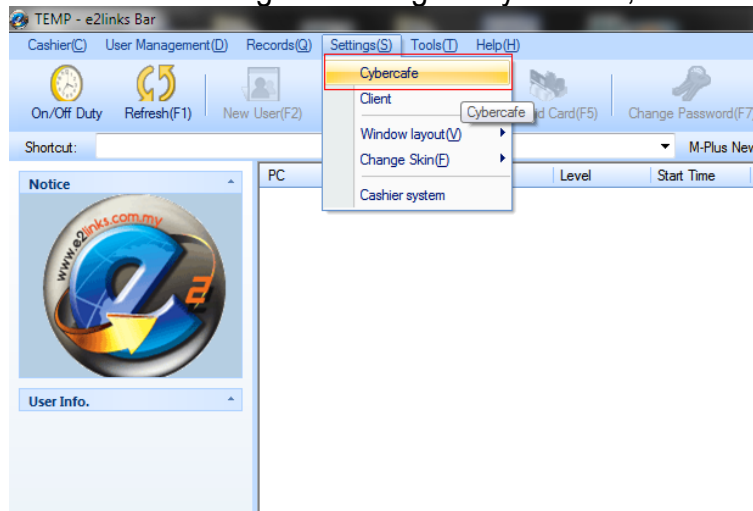 TEMP - e2links Bar
Cashier(C) User Management(D) Records(Q) Settings(S) Tools(T) Help(H)
Cybercafe
Client
Cybercafe
Window layout(V)
Change Skin(F)
Cashier system
On/Off Duty Refresh(F1) New User(F2) d Card(F5) Change Password(F7
Shortcut: M-Plus New
Notice
PC Level Start Time
www.e2links.com.my
e2
User Info.